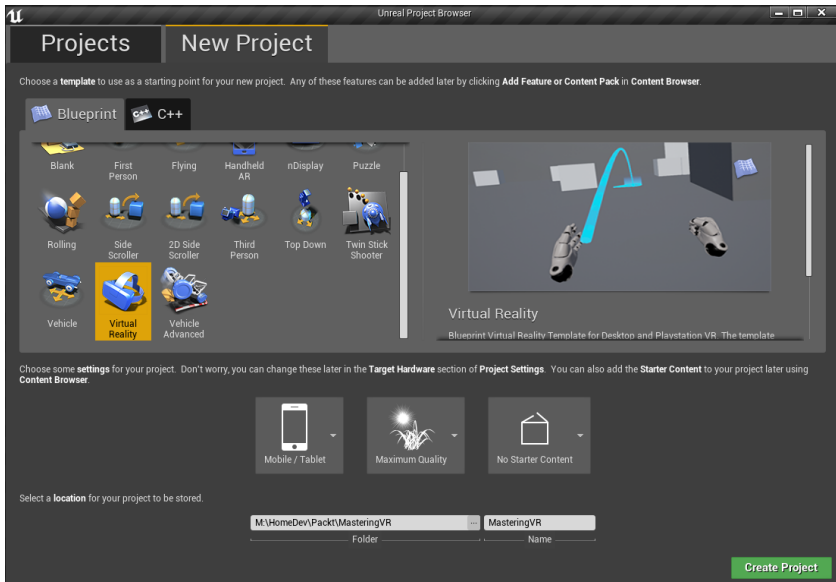 Unreal Project Browser
Projects
New Project
Choose a template to use as a starting point for your new project. Any of these features can be added later by clicking Add Feature or Content Pack in Content Browser.
Blueprint
C++
C++
Blank
First
Person
Flying
Handheld
AR
nDisplay
Puzzle
Rolling
Side
Scroller
2D Side
Scroller
Third
Person
Top Down
Twin Stick
Shooter
Vehicle
Virtual
Reality
Vehicle
Advanced
Virtual Reality
Blueprint Virtual Reality Template for Desktop and Playstation VR. The template
Choose some settings for your project. Don't worry, you can change these later in the Target Hardware section of Project Settings. You can also add the Starter Content to your project later using
Content Browser.
Mobile / Tablet
Maximum Quality
No Starter Content
Select a location for your project to be stored.
M:\HomeDev\Packt\MasteringVR
...
MasteringVR
Folder
Name
Create Project